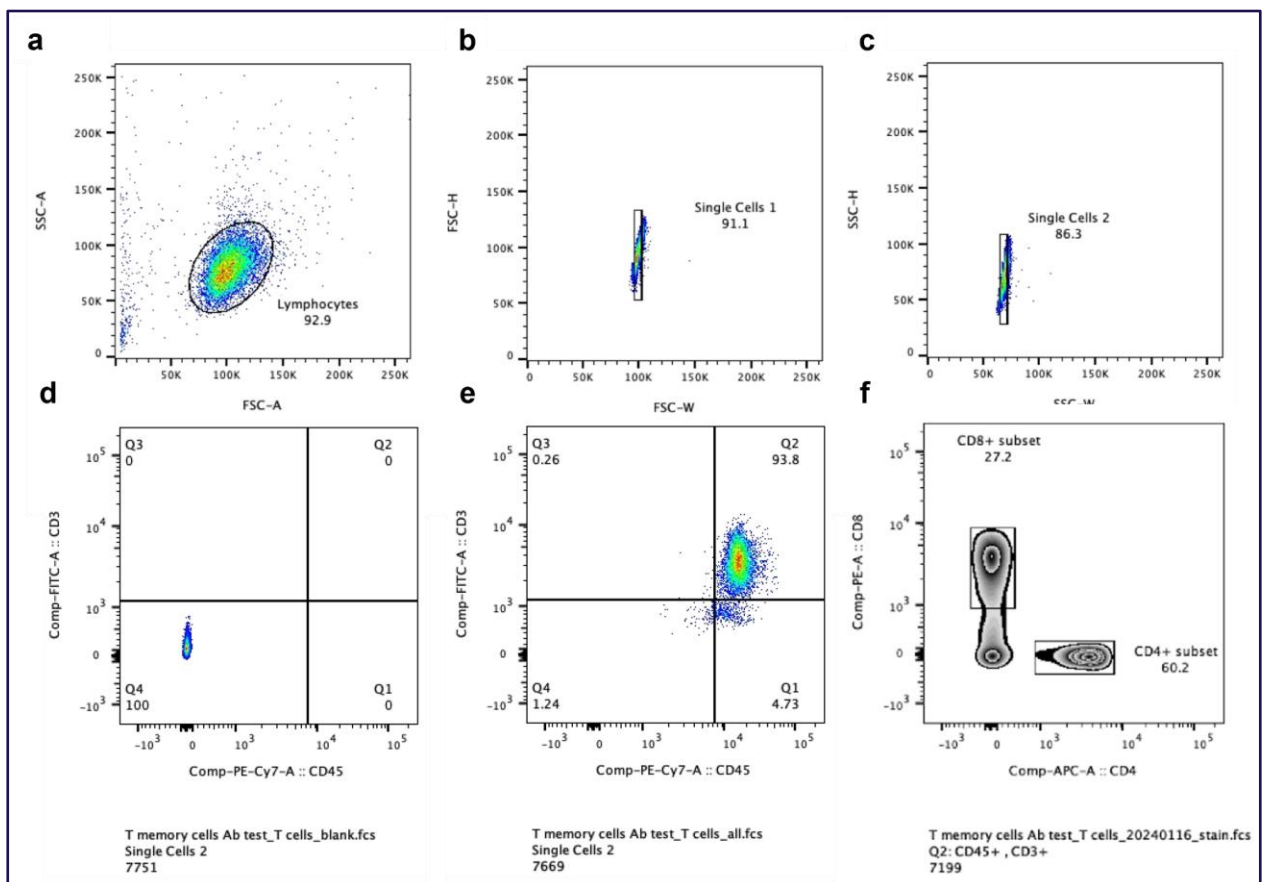 a
250K
200K
150K
100K
50K
0
SSC-A
Lymphocytes
92.9
50K 100K 150K 200K 250K
FSC-A
b
250K
200K
150K
100K
50K
0
FSC-H
Single Cells 1
91.1
0 50K 100K 150K 200K 250K
FSC-W
c
250K
200K
150K
100K
50K
0
SSC-H
Single Cells 2
86.3
0 50K 100K 150K 200K 250K
SSC-W
d
Q3
0
Q2
0
10^5
10^4
10^3
0
-10^3
Comp-FITC-A :: CD3
Q4
100
Q1
0
-10^3 0 10^3 10^4 10^5
Comp-PE-Cy7-A :: CD45
T memory cells Ab test_T cells_blank.fcs
Single Cells 2
7751
e
Q3
0.26
Q2
93.8
10^5
10^4
10^3
0
-10^3
Comp-FITC-A :: CD3
Q4
1.24
Q1
4.73
-10^3 0 10^3 10^4 10^5
Comp-PE-Cy7-A :: CD45
T memory cells Ab test_T cells_all.fcs
Single Cells 2
7669
f
CD8+ subset
27.2
10^5
10^4
10^3
0
-10^3
Comp-PE-A :: CD8
CD4+ subset
60.2
-10^3 0 10^3 10^4 10^5
Comp-APC-A :: CD4
T memory cells Ab test_T cells_20240116_stain.fcs
Q2: CD45+ , CD3+
7199